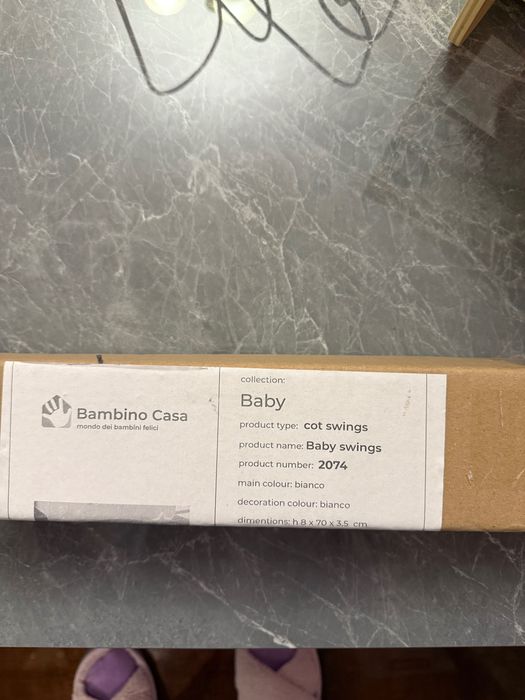 Bambino Casa
mondo dei bambini felici
collection:
Baby
product type: cot swings
product name: Baby swings
product number: 2074
main colour: bianco
decoration colour: bianco
dimentions: h 8 x 70 x 3.5 cm